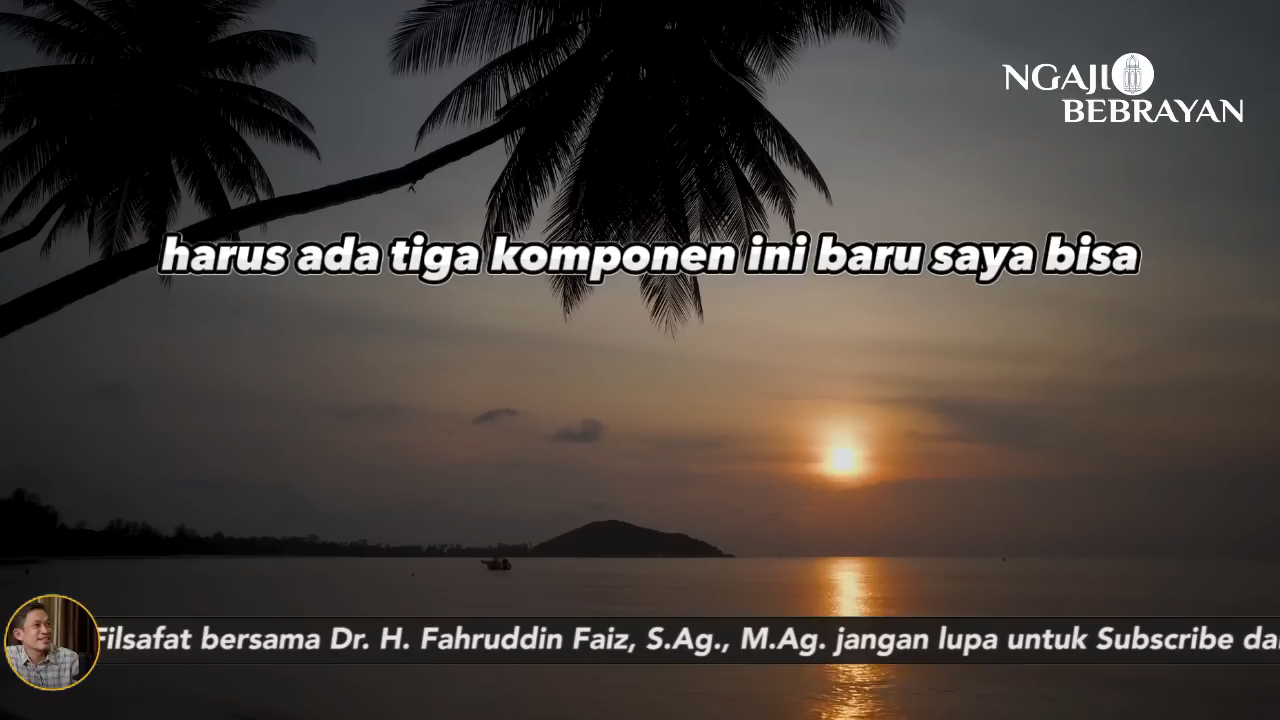 NGAJI
BEBRAYAN
harus ada tiga komponen ini baru saya bisa
Filsafat bersama Dr. H. Fahruddin Faiz, S.Ag., M.Ag. jangan lupa untuk Subscribe da